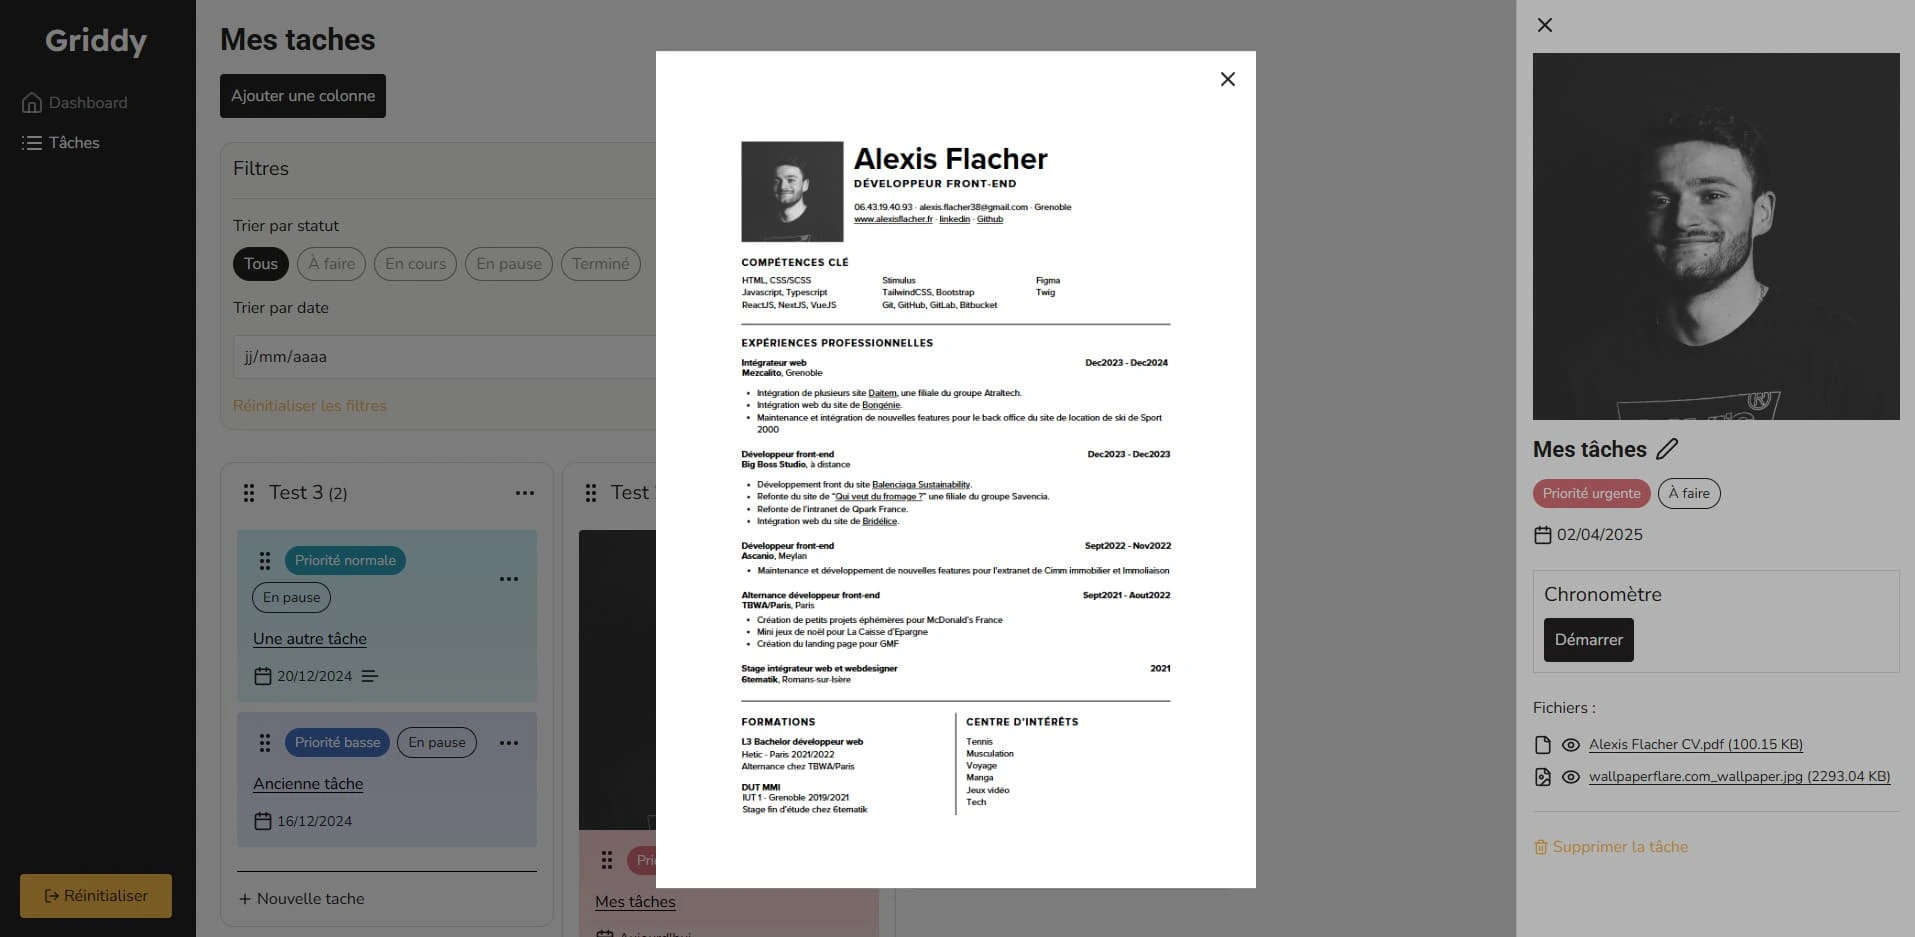 Griddy
Dashboard
Tâches
Réinitialiser
Mes taches
Ajouter une colonne
Filtres
Trier par statut
Tous
À faire
En cours
En pause
Terminé
Trier par date
jj/mm/aaaa
Réinitialiser les filtres
Test 3 (2)
Priorité normale
En pause
Une autre tâche
20/12/2024
Priorité basse
En pause
Ancienne tâche
16/12/2024
+ Nouvelle tache
Test
Mes tâches
Alexis Flacher
DÉVELOPPEUR FRONT-END
06.43.19.40.93 · alexis.flacher38@gmail.com · Grenoble
www.alexisflacher.fr · linkedin · Github
COMPÉTENCES CLÉ
HTML, CSS/SCSS
Javascript, Typescript
ReactJS, NextJS, VueJS
Stimulus
TailwindCSS, Bootstrap
Git, GitHub, GitLab, Bitbucket
Figma
Twig
EXPÉRIENCES PROFESSIONNELLES
Intégrateur web Dec2023 - Dec2024
Mezcalito, Grenoble
• Intégration de plusieurs site Daitem, une filiale du groupe Atraltech.
• Intégration web du site de Bongénie.
• Maintenance et intégration de nouvelles features pour le back office du site de location de ski de Sport
2000
Développeur front-end Dec2023 - Dec2023
Big Boss Studio, à distance
• Développement front du site Balenciaga Sustainability.
• Refonte du site de “Qui veut du fromage ?” une filiale du groupe Savencia.
• Refonte de l'intranet de Qpark France.
• Intégration web du site de Bridélice.
Développeur front-end Sept2022 - Nov2022
Ascanio, Meylan
• Maintenance et développement de nouvelles features pour l'extranet de Cimm immobilier et Immoliaison
Alternance développeur front-end Sept2021 - Aout2022
TBWA/Paris, Paris
• Création de petits projets éphémères pour McDonald's France
• Mini jeux de noël pour La Caisse d'Epargne
• Création du landing page pour GMF
Stage intégrateur web et webdesigner 2021
6tematik, Romans-sur-Isère
FORMATIONS
L3 Bachelor développeur web
Hetic - Paris 2021/2022
Alternance chez TBWA/Paris
DUT MMI
IUT 1 - Grenoble 2019/2021
Stage fin d'étude chez 6tematik
CENTRE D'INTÉRÊTS
Tennis
Musculation
Voyage
Manga
Jeux vidéo
Tech
Mes tâches
Priorité urgente
À faire
02/04/2025
Chronomètre
Démarrer
Fichiers :
Alexis Flacher CV.pdf (100.15 KB)
wallpaperflare.com_wallpaper.jpg (2293.04 KB)
Supprimer la tâche